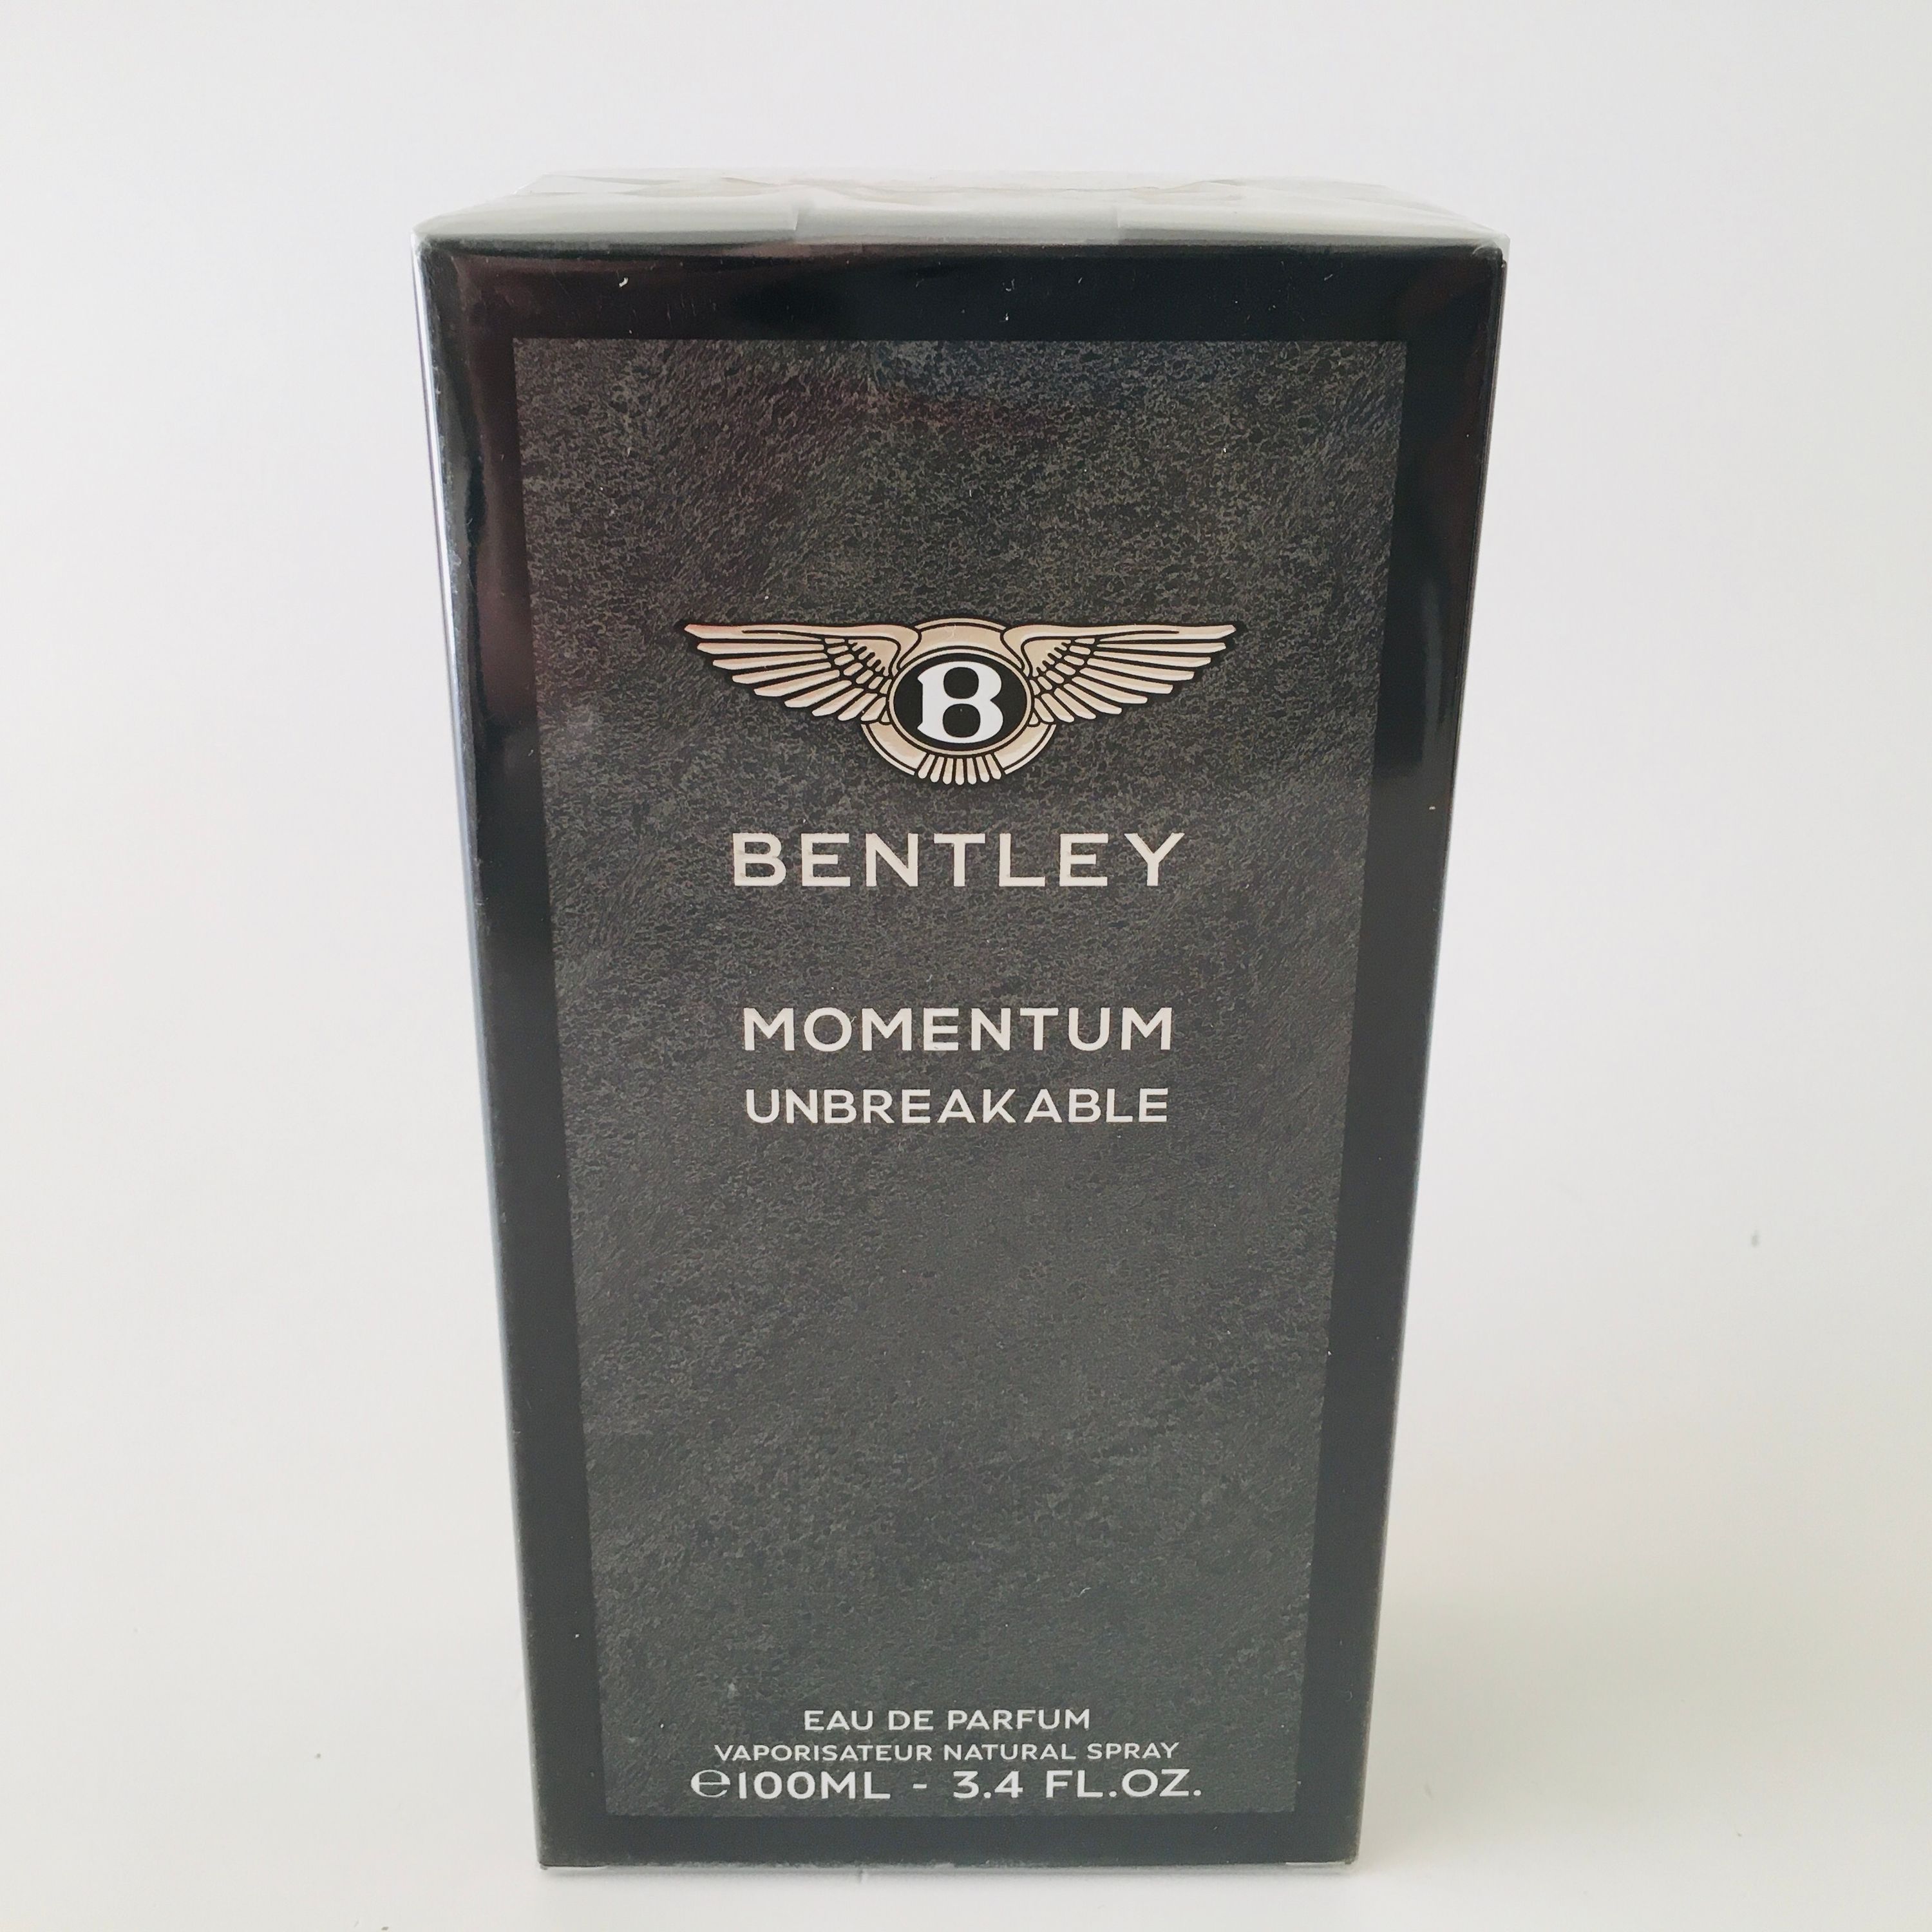 B
BENTLEY
MOMENTUM
UNBREAKABLE
EAU DE PARFUM
VAPORISATEUR NATURAL SPRAY
℮100ML - 3.4 FL.OZ.